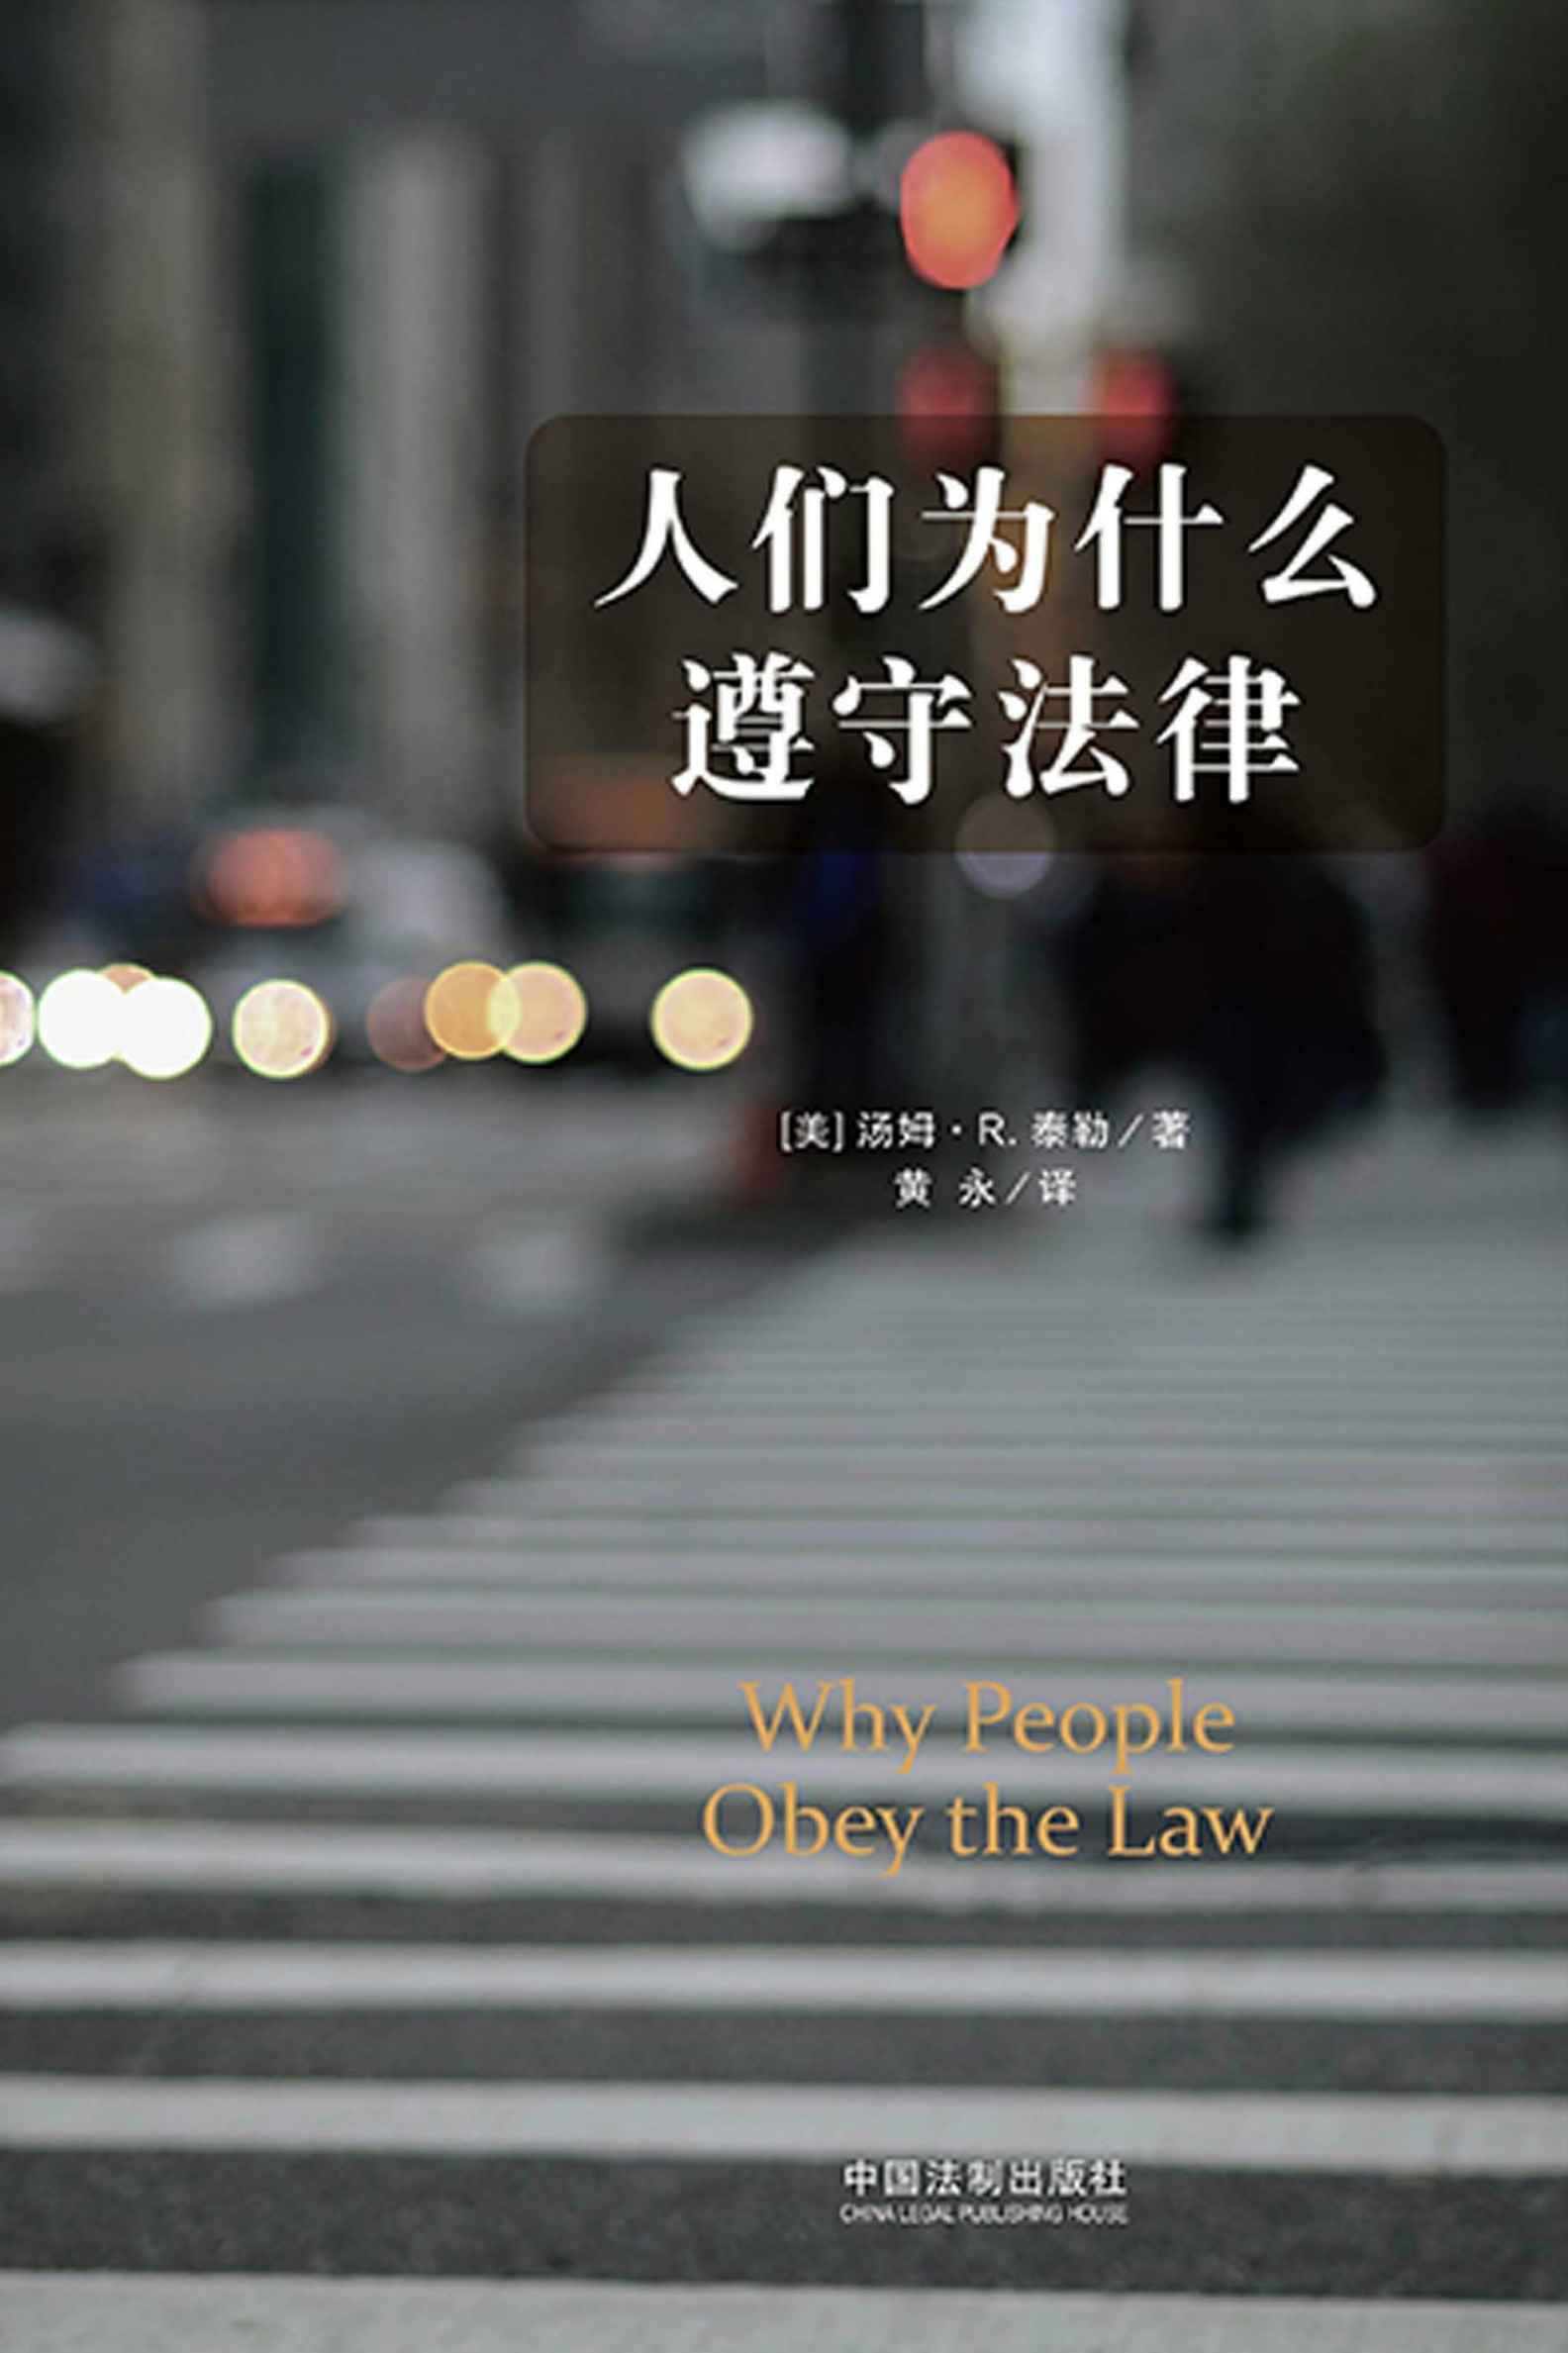 人们为什么
遵守法律
[美] 汤姆·R. 泰勒／著
黄 永／译
Why People
Obey the Law
中国法制出版社
CHINA LEGAL PUBLISHING HOUSE